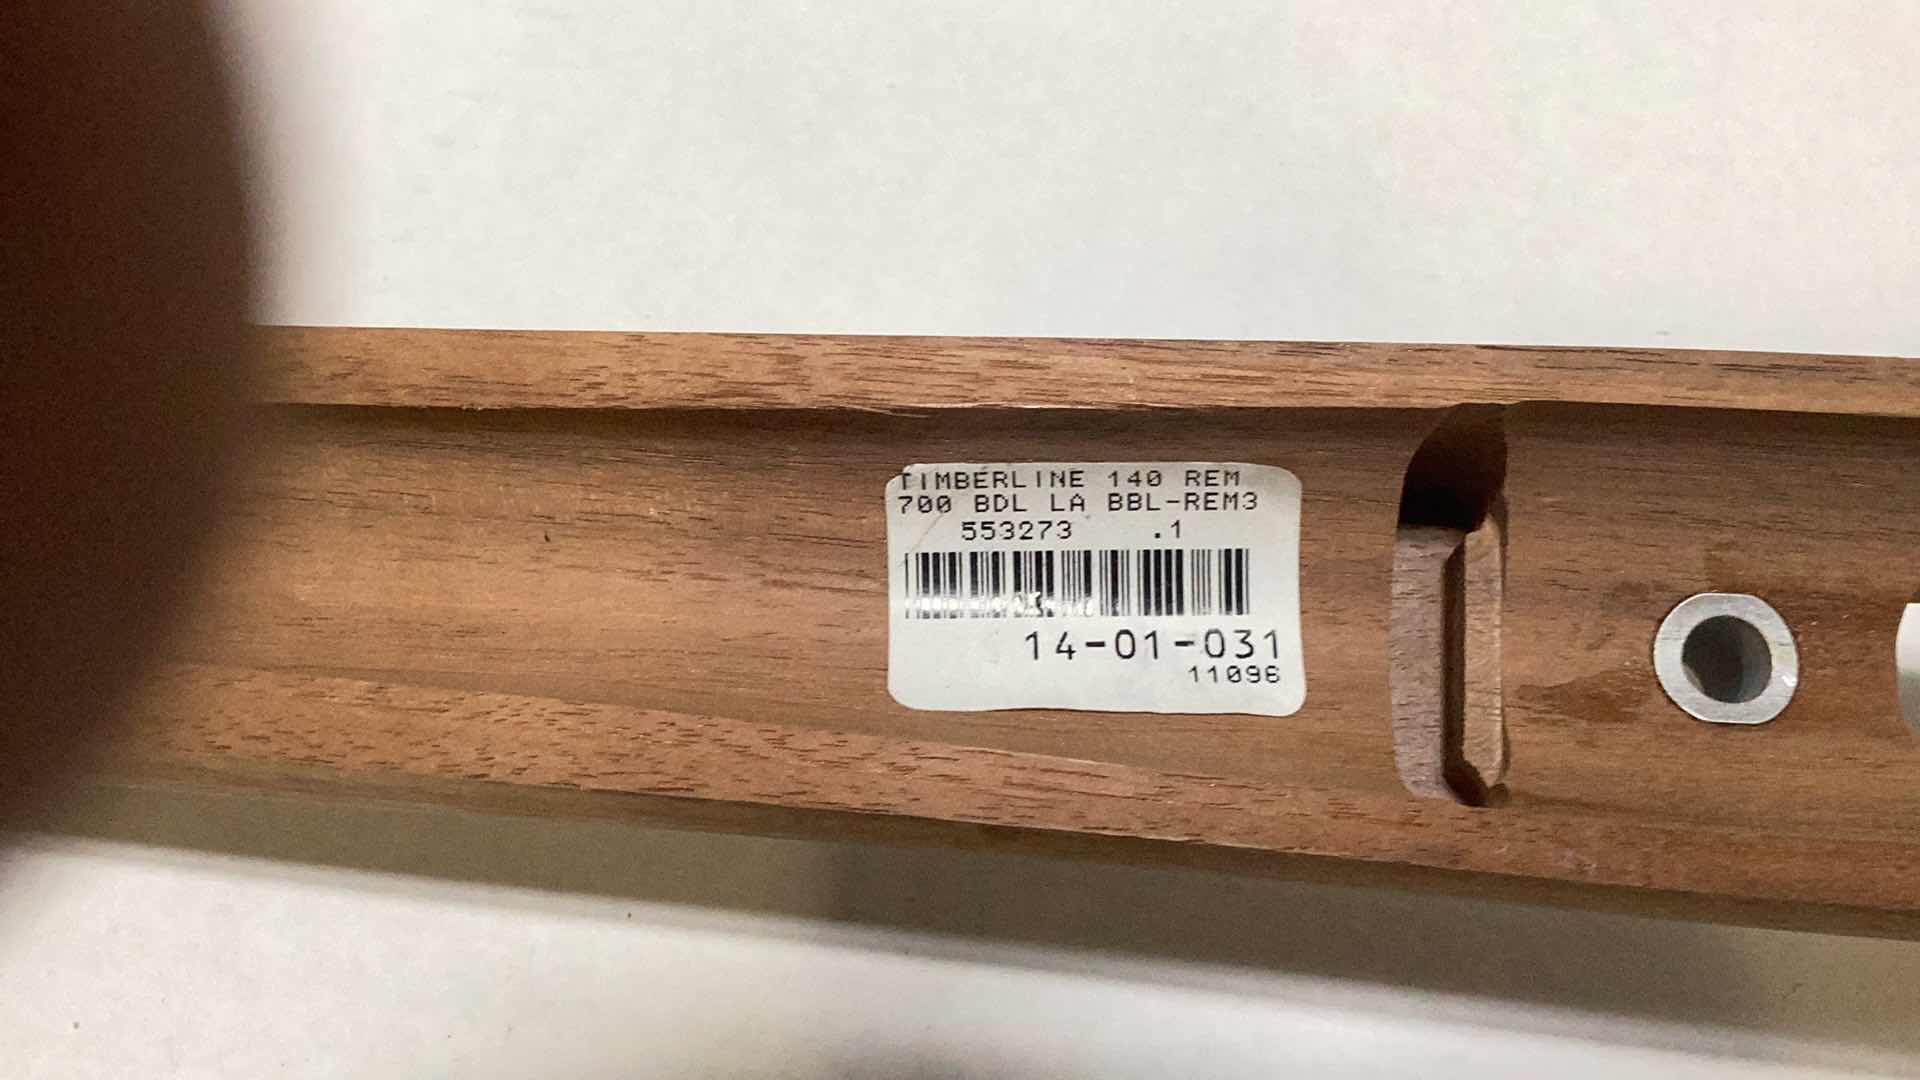 TIMBERLINE 140 REM
700 BDL LA BBL-REM3
553273 .1
14-01-031
11096